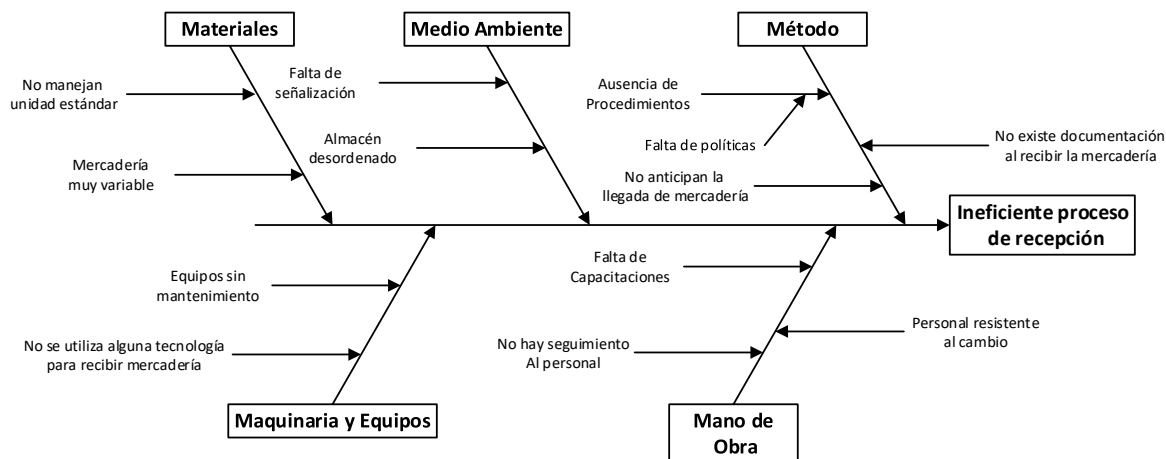 Materiales
Medio Ambiente
Método
No manejan
unidad estándar
Mercadería
muy variable
Falta de
señalización
Almacén
desordenado
Ausencia de
Procedimientos
Falta de políticas
No anticipan la
llegada de mercadería
No existe documentación
al recibir la mercadería
Ineficiente proceso
de recepción
Equipos sin
mantenimiento
No se utiliza alguna tecnología
para recibir mercadería
Falta de
Capacitaciones
No hay seguimiento
Al personal
Personal resistente
al cambio
Maquinaria y Equipos
Mano de
Obra